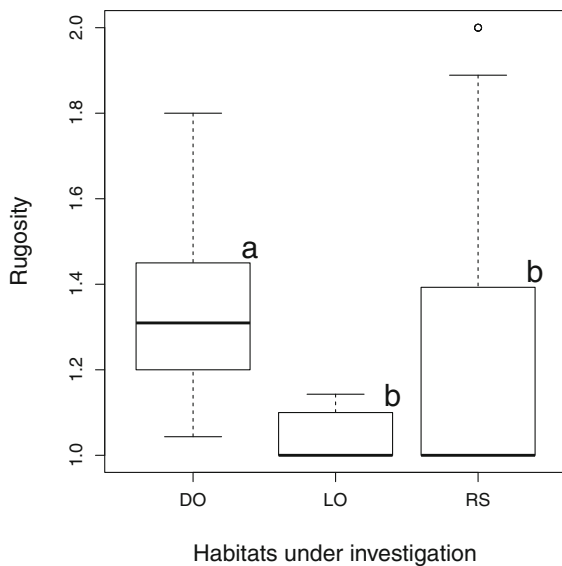 2.0
1.8
1.6
1.4
1.2
1.0
Rugosity
a
b
b
DO LO RS
Habitats under investigation